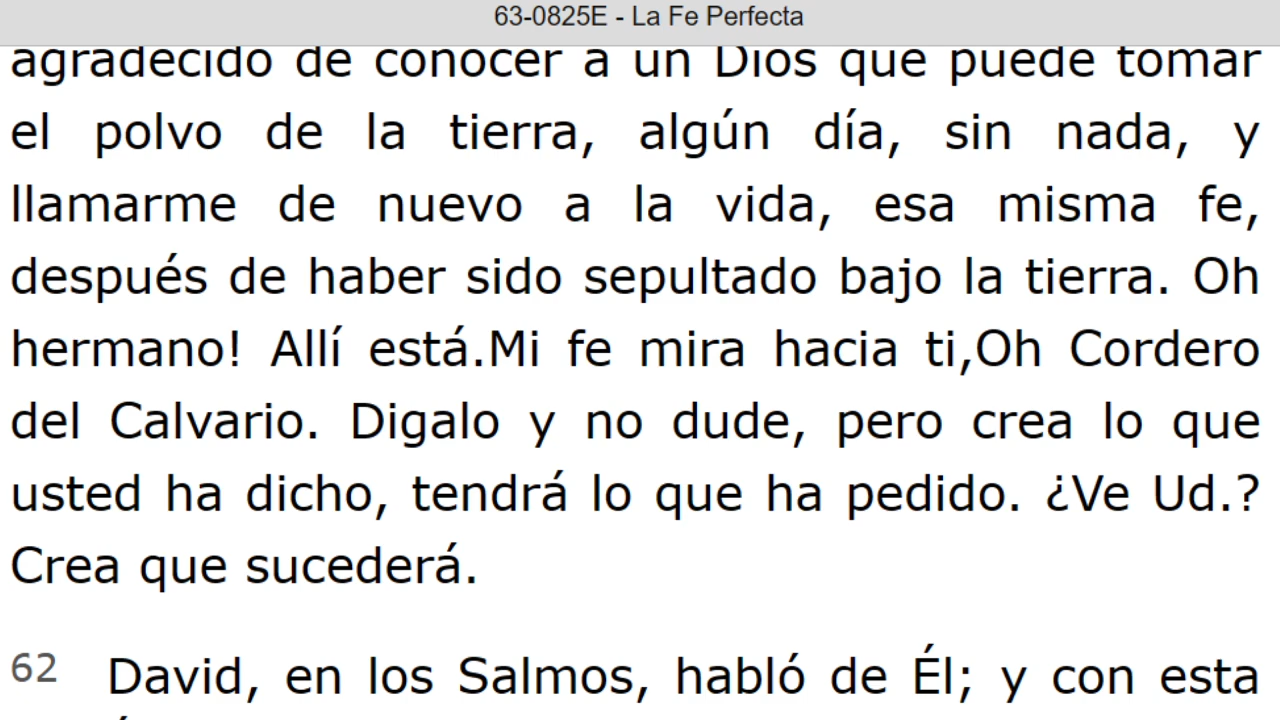 63-0825E - La Fe Perfecta
agradecido de conocer a un Dios que puede tomar
el polvo de la tierra, algún día, sin nada, y
llamarme de nuevo a la vida, esa misma fe,
después de haber sido sepultado bajo la tierra. Oh
hermano! Allí está.Mi fe mira hacia ti,Oh Cordero
del Calvario. Digalo y no dude, pero crea lo que
usted ha dicho, tendrá lo que ha pedido. ¿Ve Ud.?
Crea que sucederá.
62 David, en los Salmos, habló de Él; y con esta